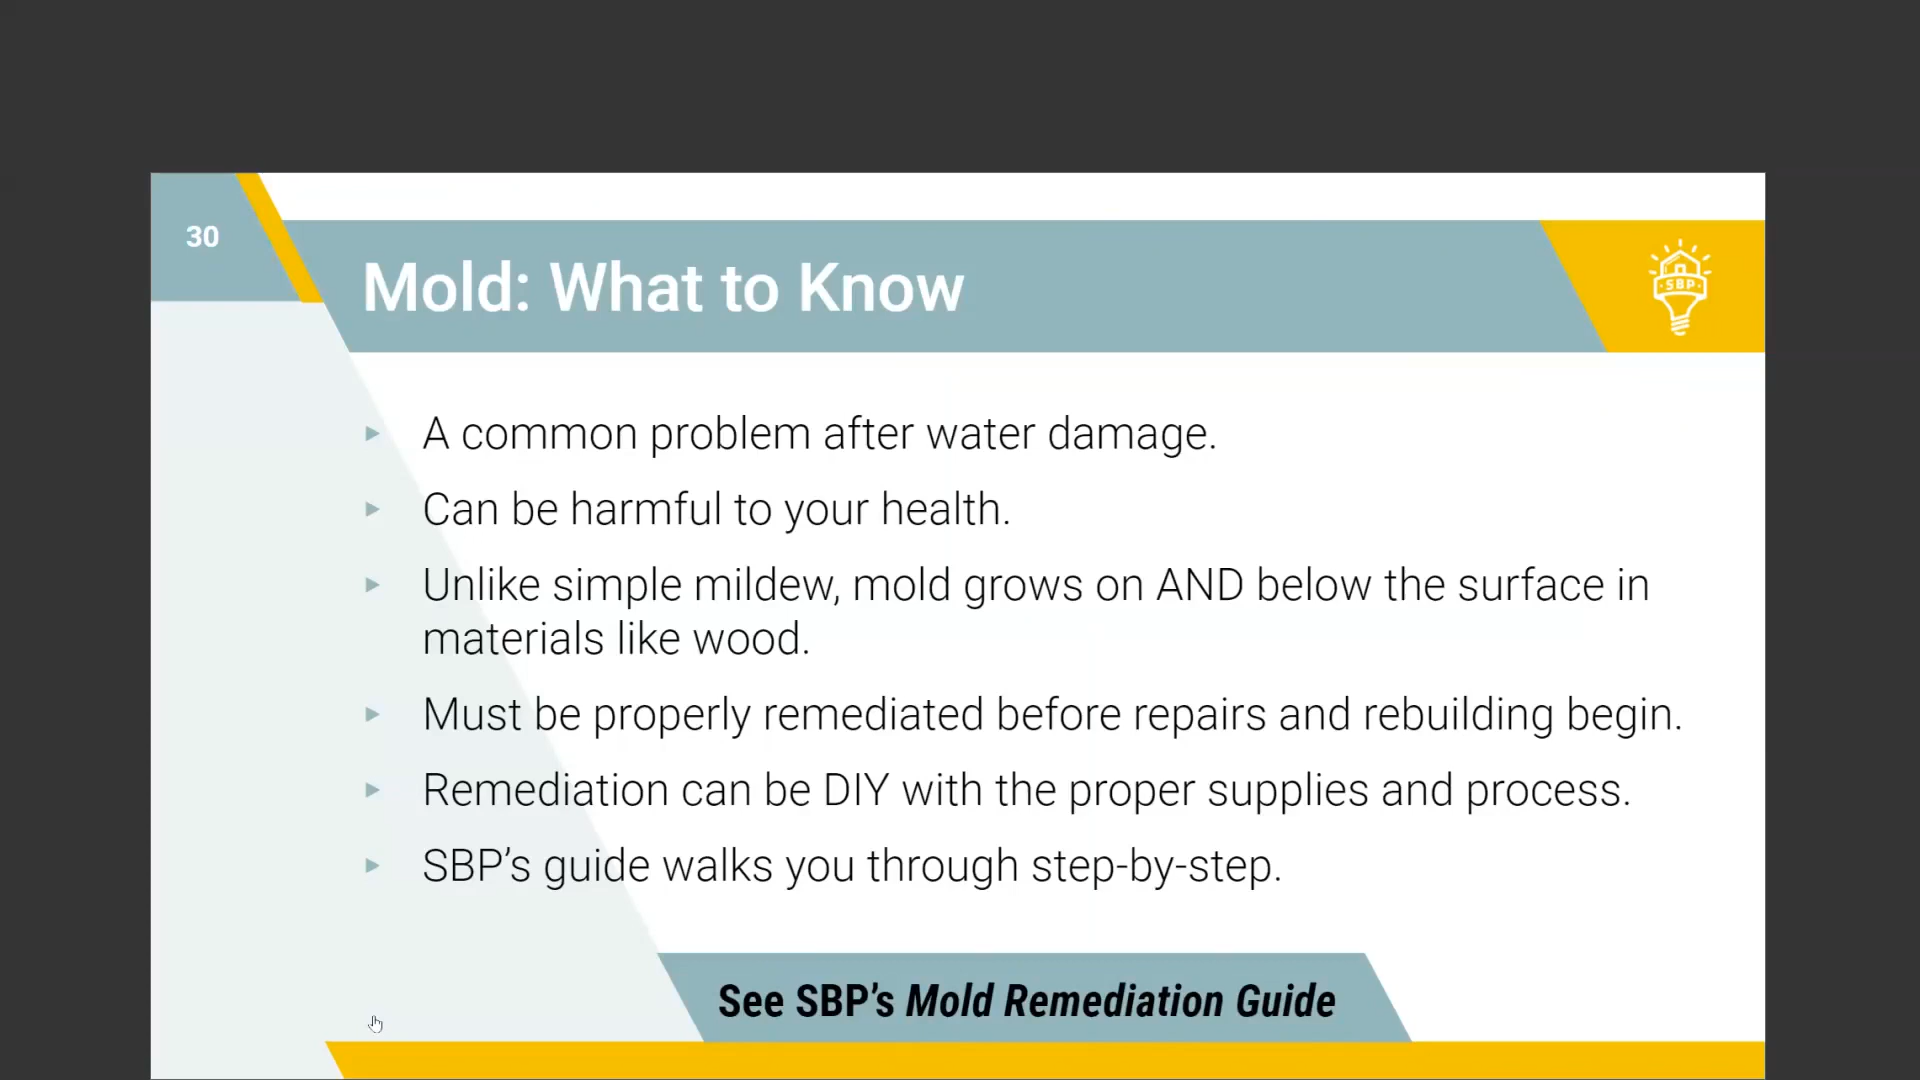 30
Mold: What to Know
SBP
A common problem after water damage.
Can be harmful to your health.
Unlike simple mildew, mold grows on AND below the surface in
materials like wood.
Must be properly remediated before repairs and rebuilding begin.
Remediation can be DIY with the proper supplies and process.
SBP’s guide walks you through step-by-step.
See SBP’s Mold Remediation Guide